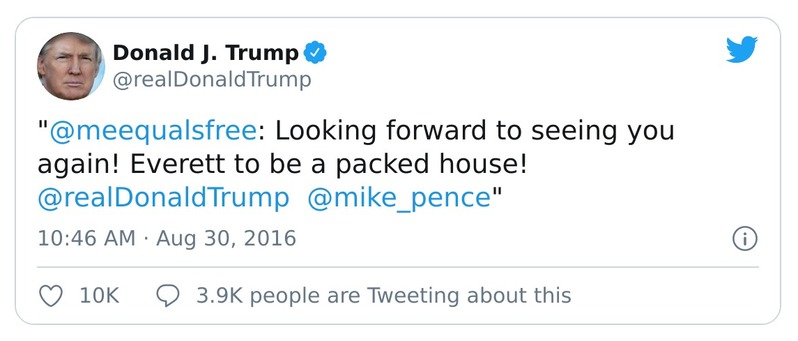 Donald J. Trump
@realDonaldTrump
"@meequalsfree: Looking forward to seeing you
again! Everett to be a packed house!
@realDonaldTrump  @mike_pence"
10:46 AM · Aug 30, 2016
10K 3.9K people are Tweeting about this